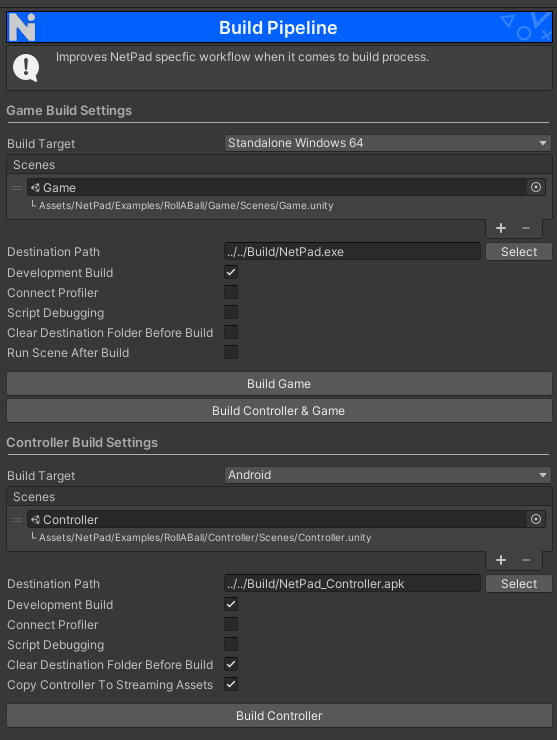 Ni
Build Pipeline
Improves NetPad specfic workflow when it comes to build process.
Game Build Settings
Build Target Standalone Windows 64
Scenes
Game
└ Assets/NetPad/Examples/RollABall/Game/Scenes/Game.unity
+ −
Destination Path ../../Build/NetPad.exe Select
Development Build
Connect Profiler
Script Debugging
Clear Destination Folder Before Build
Run Scene After Build
Build Game
Build Controller & Game
Controller Build Settings
Build Target Android
Scenes
Controller
└ Assets/NetPad/Examples/RollABall/Controller/Scenes/Controller.unity
+ −
Destination Path ../../Build/NetPad_Controller.apk Select
Development Build
Connect Profiler
Script Debugging
Clear Destination Folder Before Build
Copy Controller To Streaming Assets
Build Controller